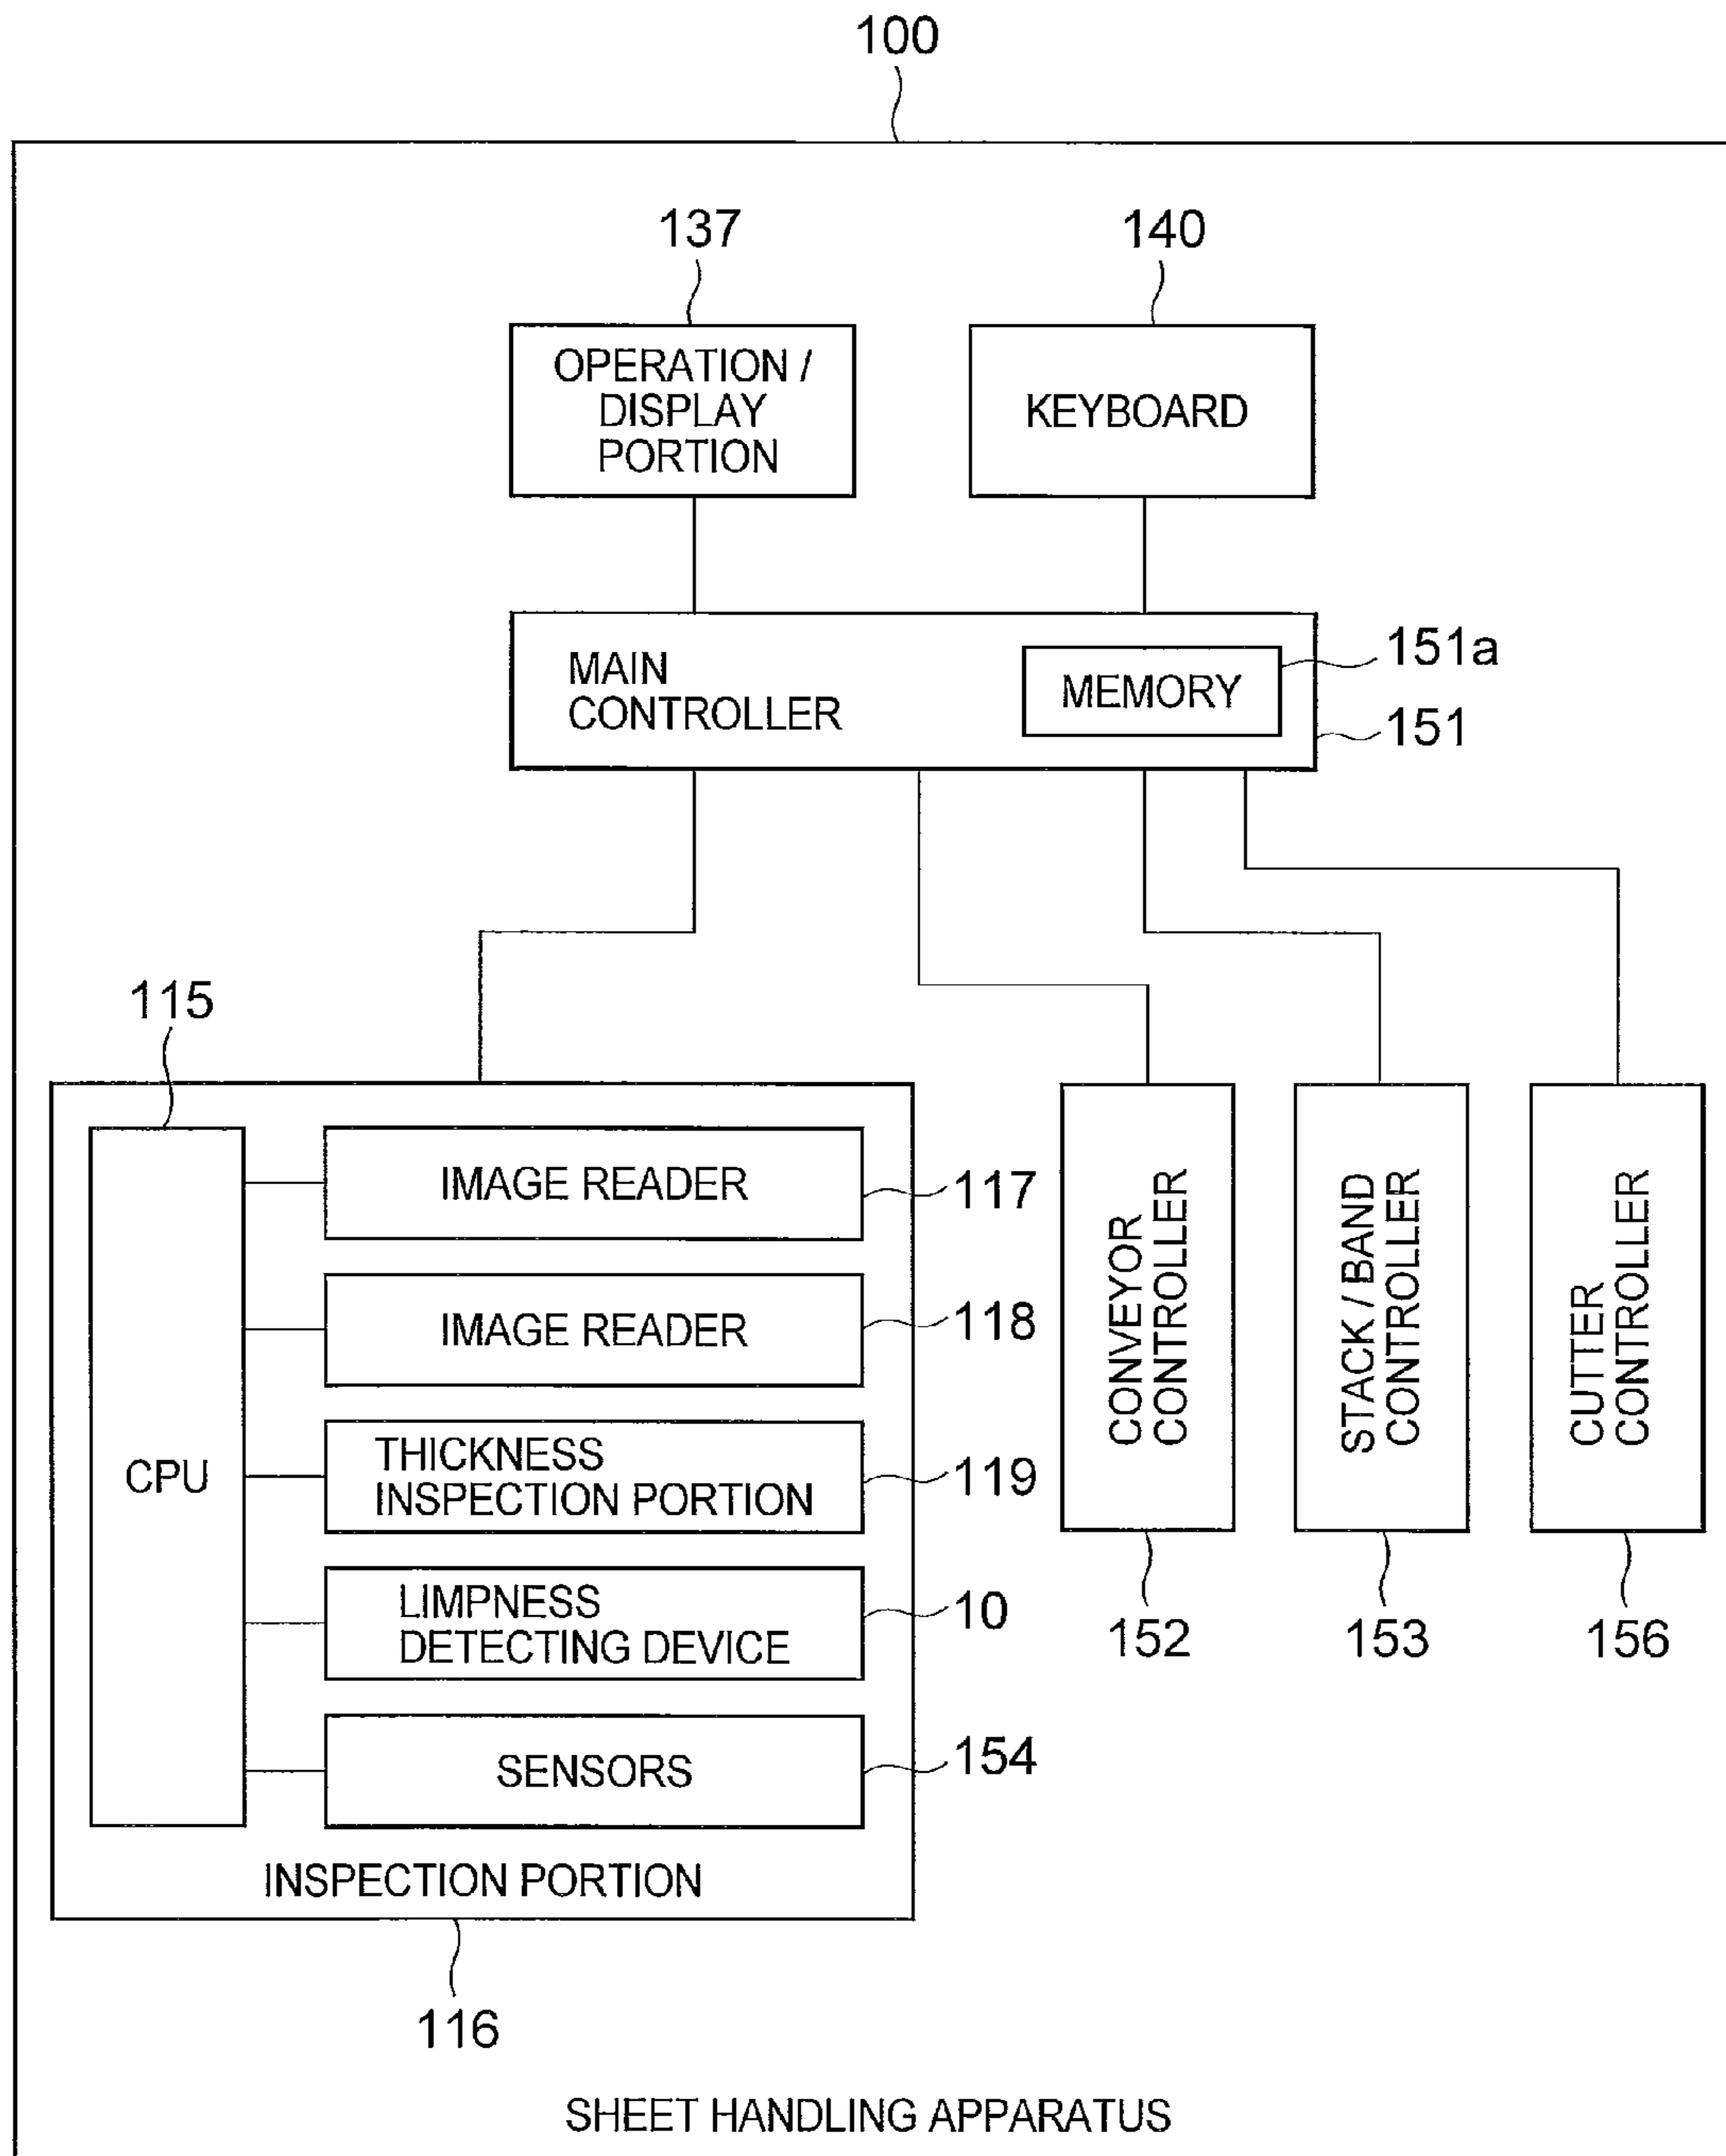 100
137
140
OPERATION /
DISPLAY
PORTION
KEYBOARD
MAIN
CONTROLLER
MEMORY
151a
151
115
CPU
IMAGE READER
117
IMAGE READER
118
THICKNESS
INSPECTION PORTION
119
LIMPNESS
DETECTING DEVICE
10
SENSORS
154
INSPECTION PORTION
116
CONVEYOR
CONTROLLER
152
STACK / BAND
CONTROLLER
153
CUTTER
CONTROLLER
156
SHEET HANDLING APPARATUS